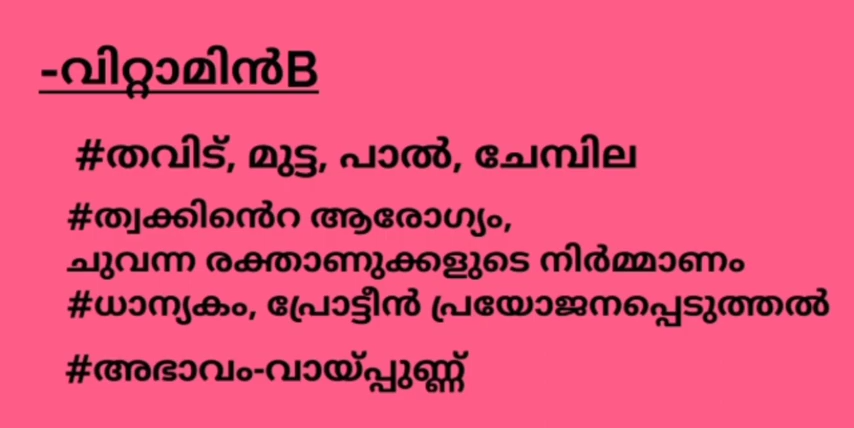 -വിറ്റാമിൻB
#തവിട്, മുട്ട, പാൽ, ചേമ്പില
#ത്വക്കിൻെറ ആരോഗ്യം,
ചുവന്ന രക്താണുക്കളുടെ നിർമ്മാണം
#ധാന്യകം, പ്രോട്ടീൻ പ്രയോജനപ്പെടുത്തൽ
#അഭാവം-വായ്പ്പുണ്ണ്